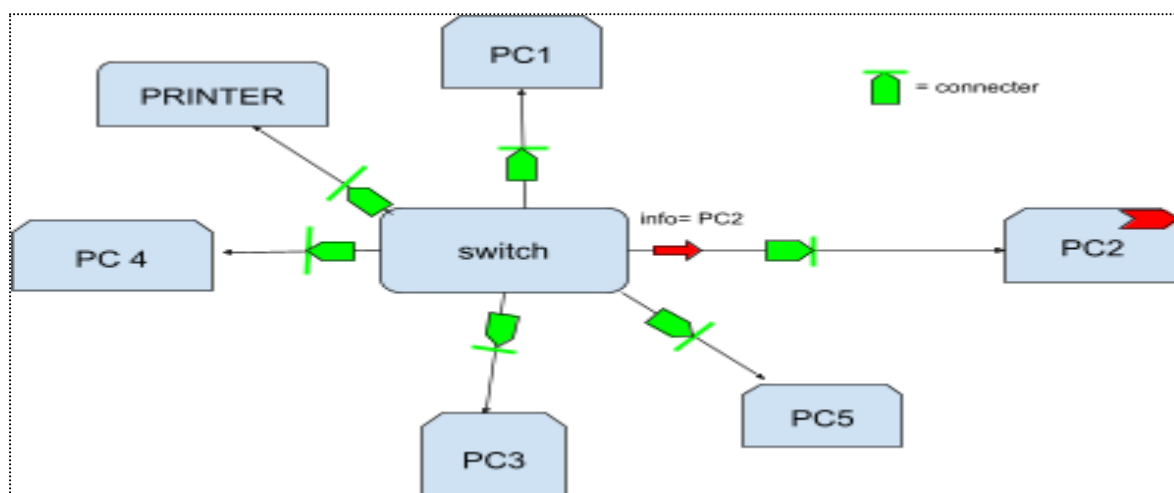 PC1
PRINTER
= connecter
info= PC2
PC 4
switch
PC2
PC5
PC3